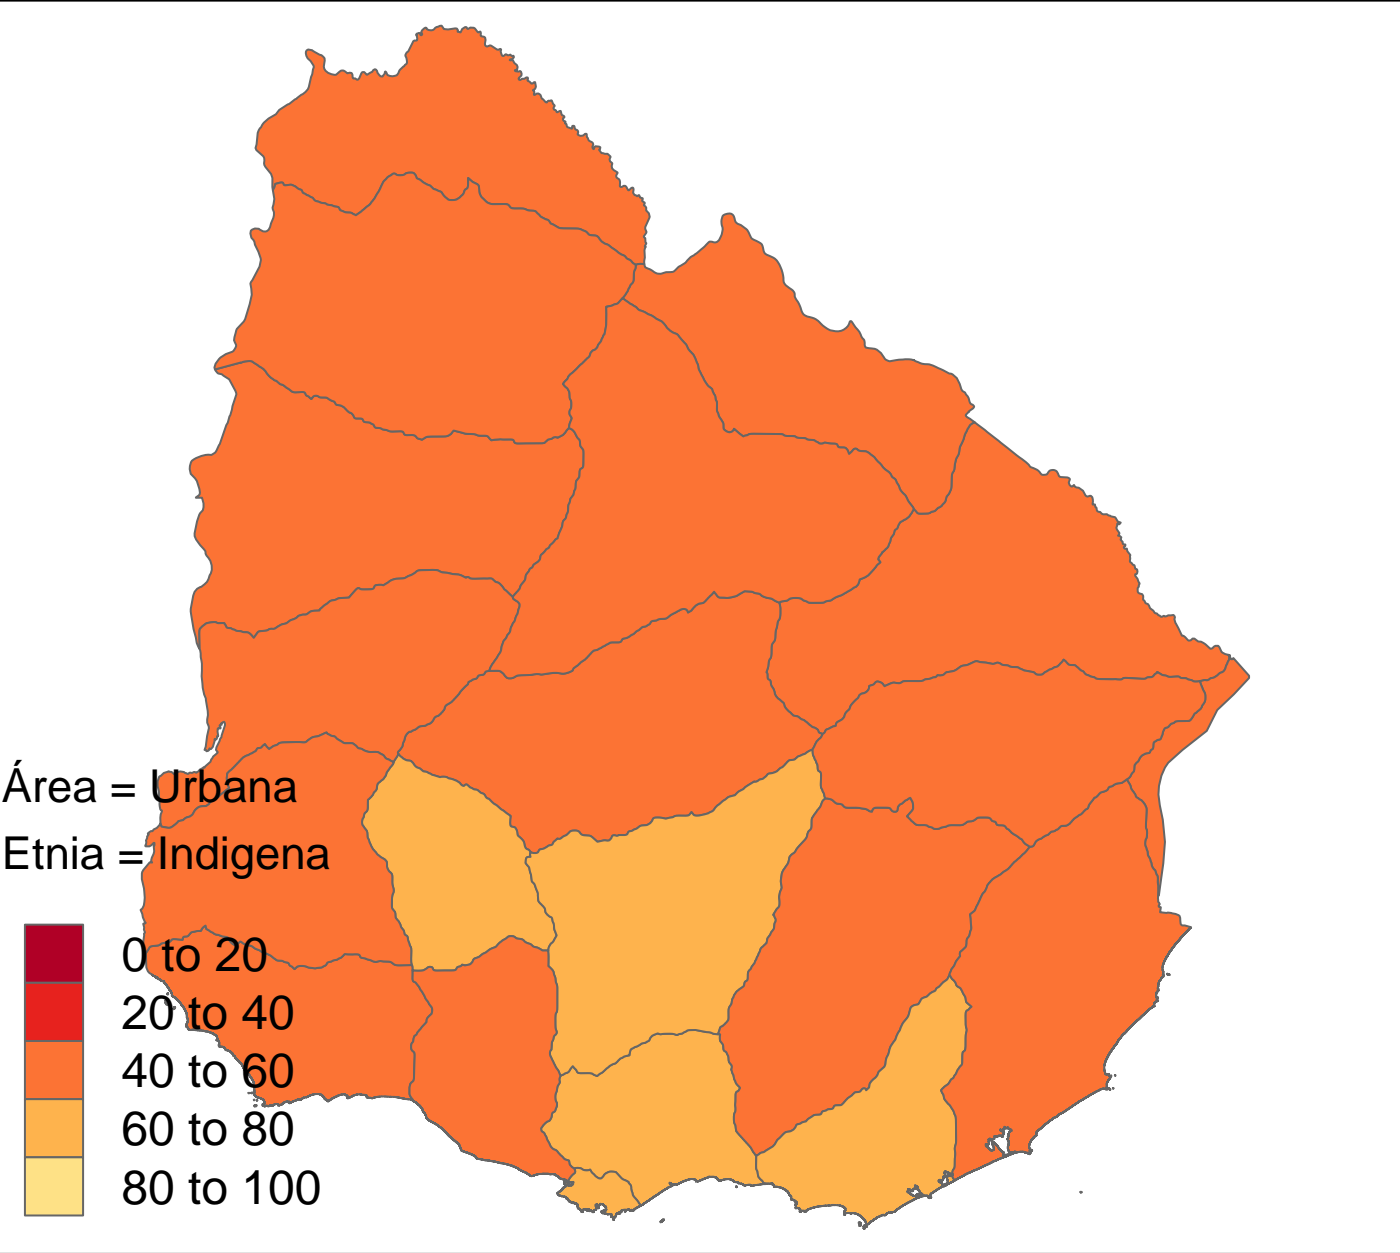 Área = Urbana
Etnia = Indigena
0 to 20
20 to 40
40 to 60
60 to 80
80 to 100